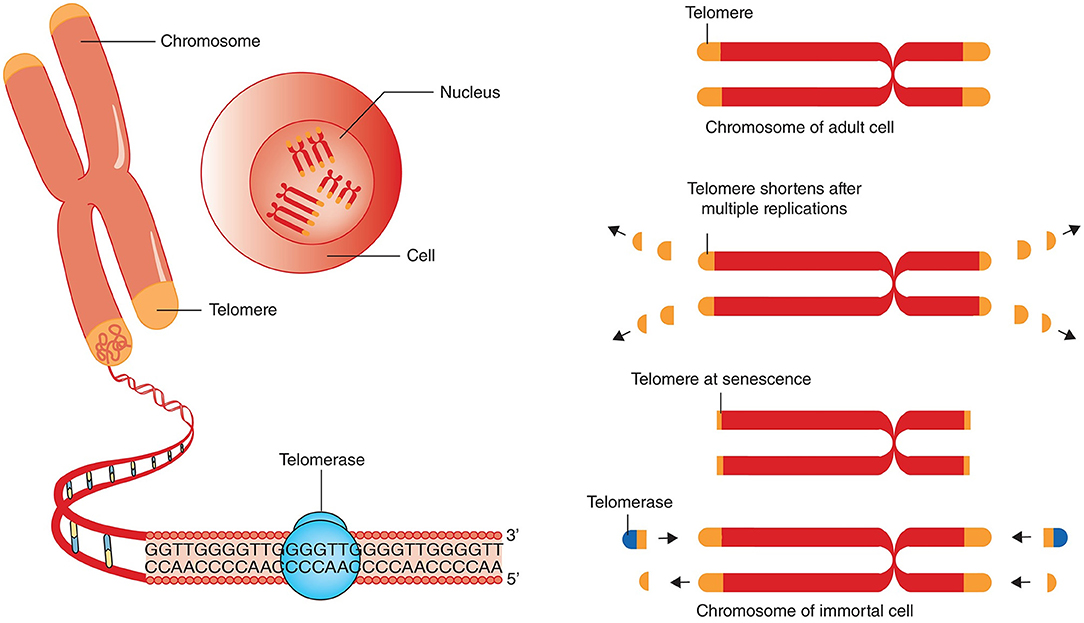 Chromosome
Nucleus
Cell
Telomere
Telomerase
3’
GGTTGGGGTTGGGGTTGGGGTTGGGGTT
CCAACCCCAACCCCAACCCCAACCCCAA
5’
Telomere
Chromosome of adult cell
Telomere shortens after
multiple replications
Telomere at senescence
Telomerase
Chromosome of immortal cell